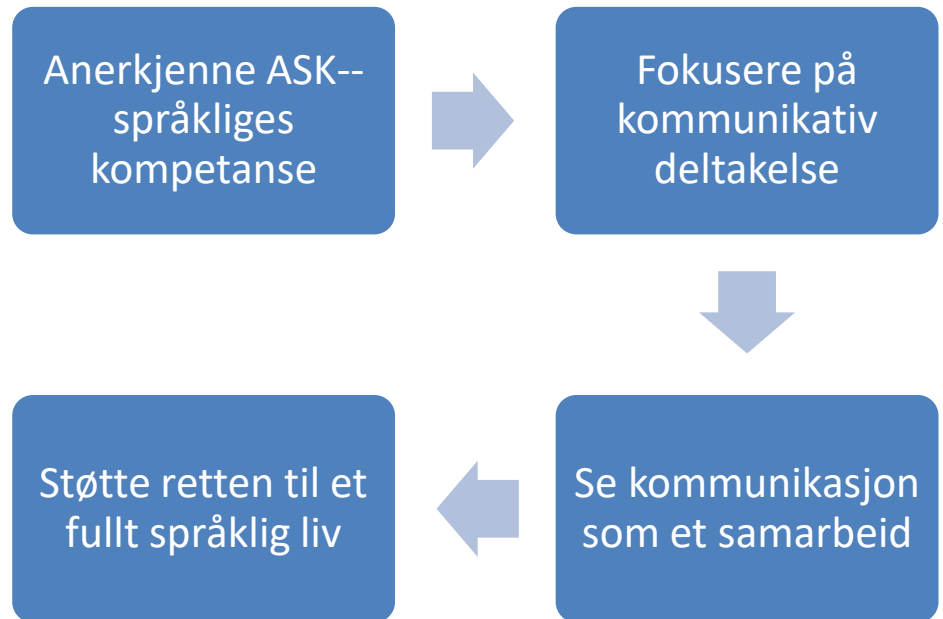 Anerkjenne ASK--
språkliges
kompetanse
Fokusere på
kommunikativ
deltakelse
Se kommunikasjon
som et samarbeid
Støtte retten til et
fullt språklig liv